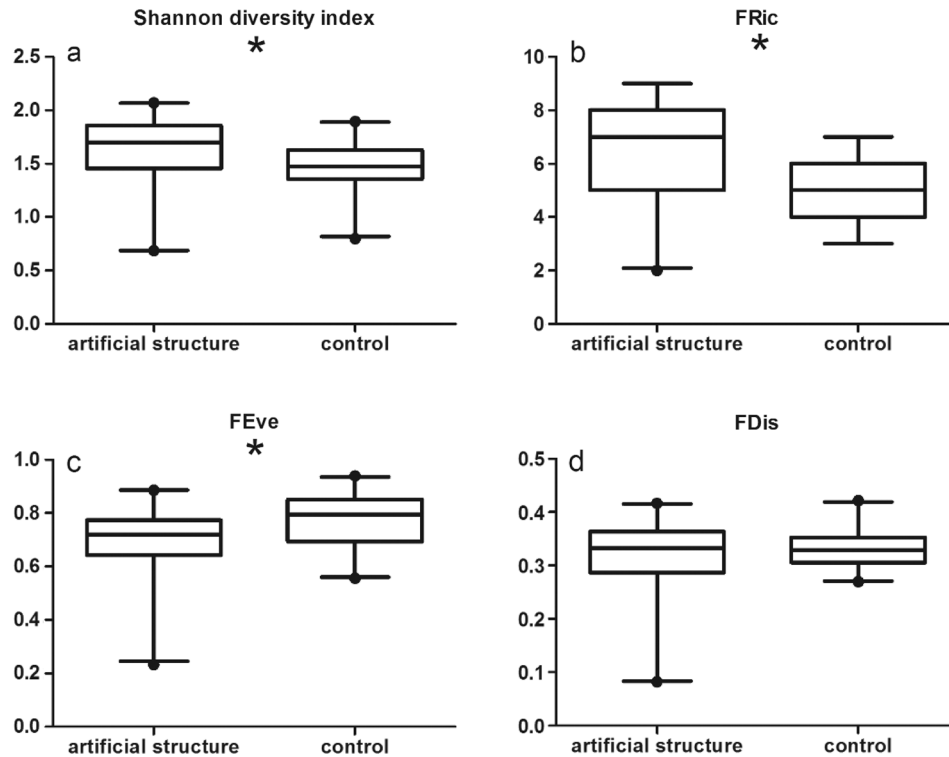 Shannon diversity index
*
a
2.5
2.0
1.5
1.0
0.5
0.0
artificial structure control
FRic
*
b
10
8
6
4
2
0
artificial structure control
FEve
*
c
1.0
0.8
0.6
0.4
0.2
0.0
artificial structure control
FDis
d
0.5
0.4
0.3
0.2
0.1
0.0
artificial structure control